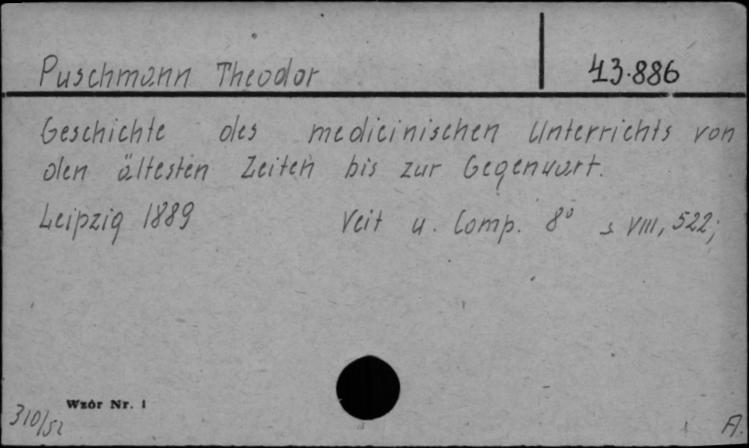 Puschmann Theodor 43.886
Geschichte des medicinischen Unterrichts von
den ältesten Zeiten bis zur Gegenwart.
Leipzig 1889 Veit u. Comp. 8° s VIII, 522;
Wzór Nr. 1
310/52
A.